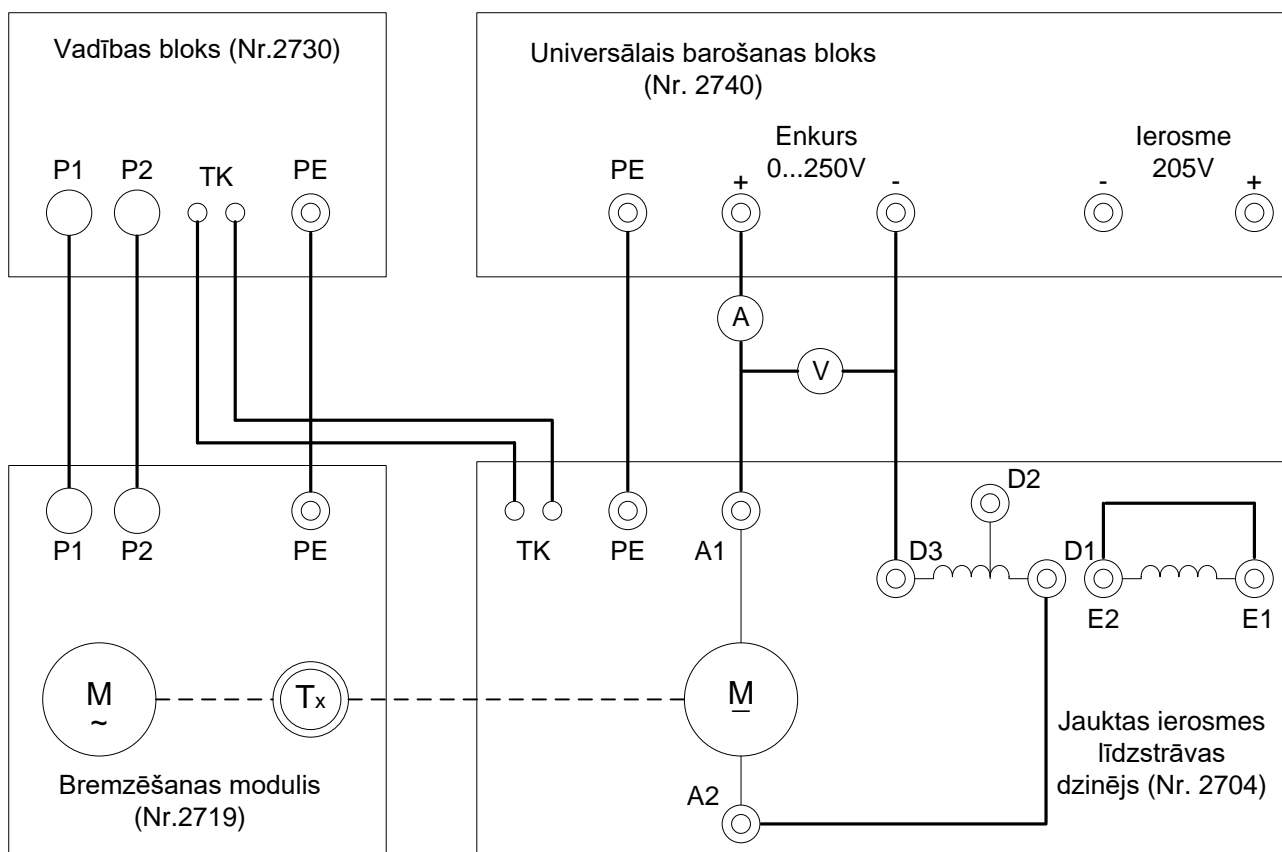 Vadības bloks (Nr.2730)
P1 P2 TK PE
Universālais barošanas bloks
(Nr. 2740)
Enkurs
0...250V
Ierosme
205V
PE + - - +
A
V
P1 P2 PE
TK PE A1 D3 D2 D1 E2 E1
M
~
Tx
M
A2
Bremzēšanas modulis
(Nr.2719)
Jauktas ierosmes
līdzstrāvas
dzinējs (Nr. 2704)